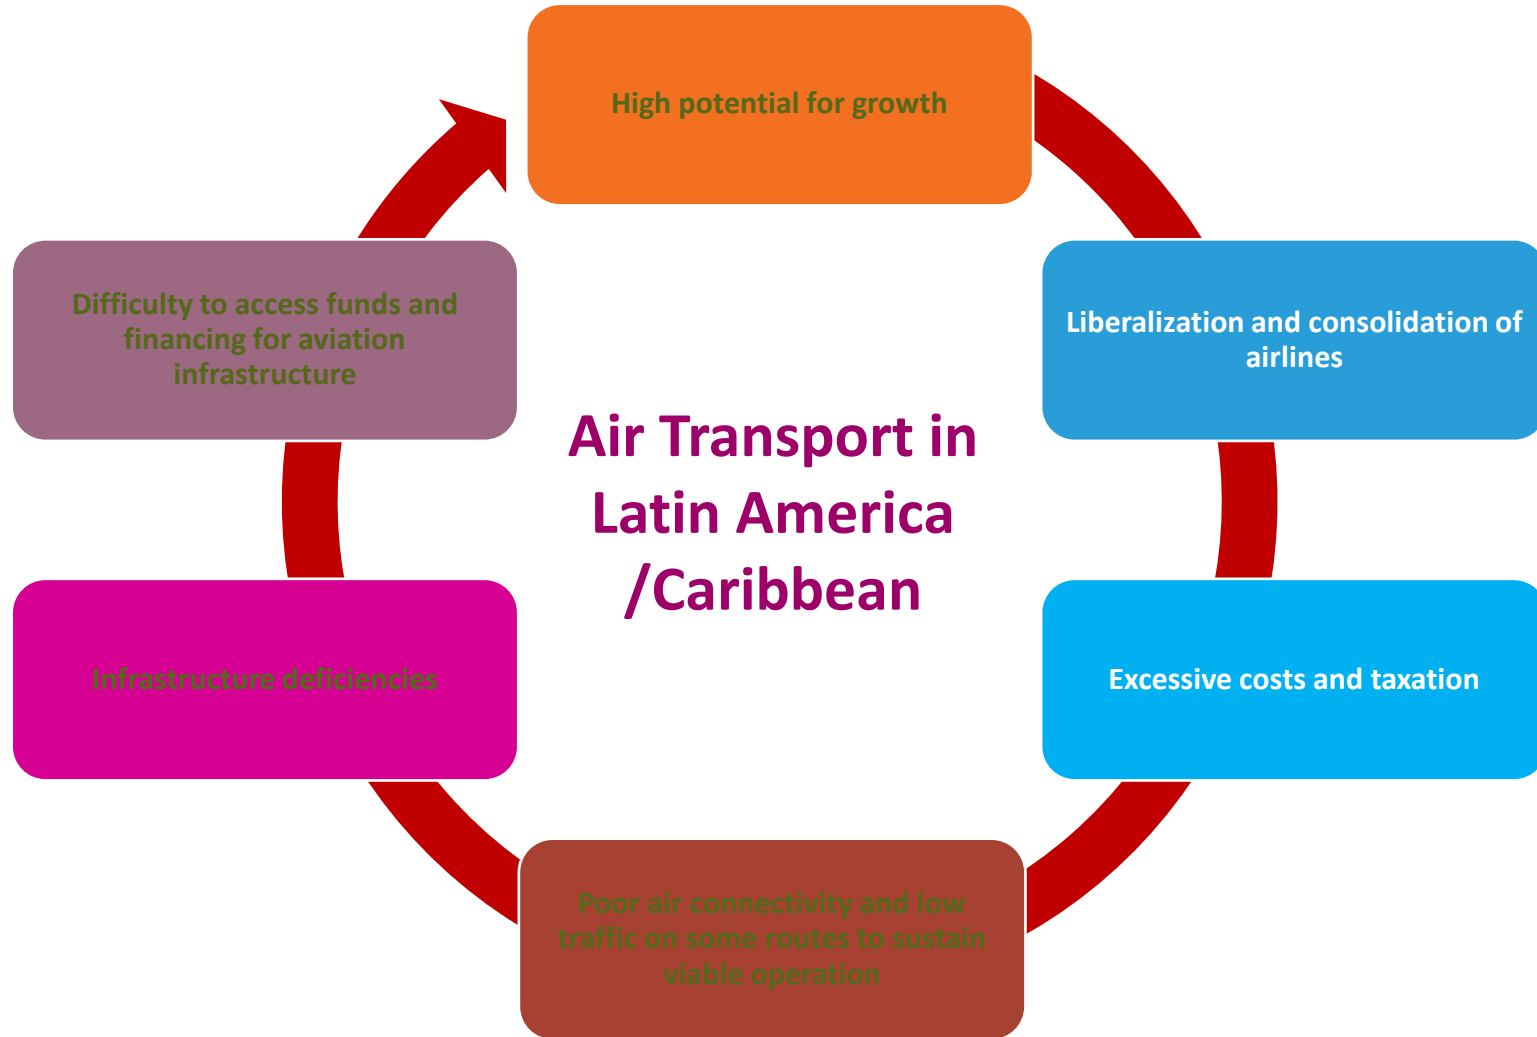 High potential for growth
Liberalization and consolidation of
airlines
Excessive costs and taxation
Poor air connectivity and low
traffic on some routes to sustain
viable operation
Infrastructure deficiencies
Difficulty to access funds and
financing for aviation
infrastructure
Air Transport in
Latin America
/Caribbean